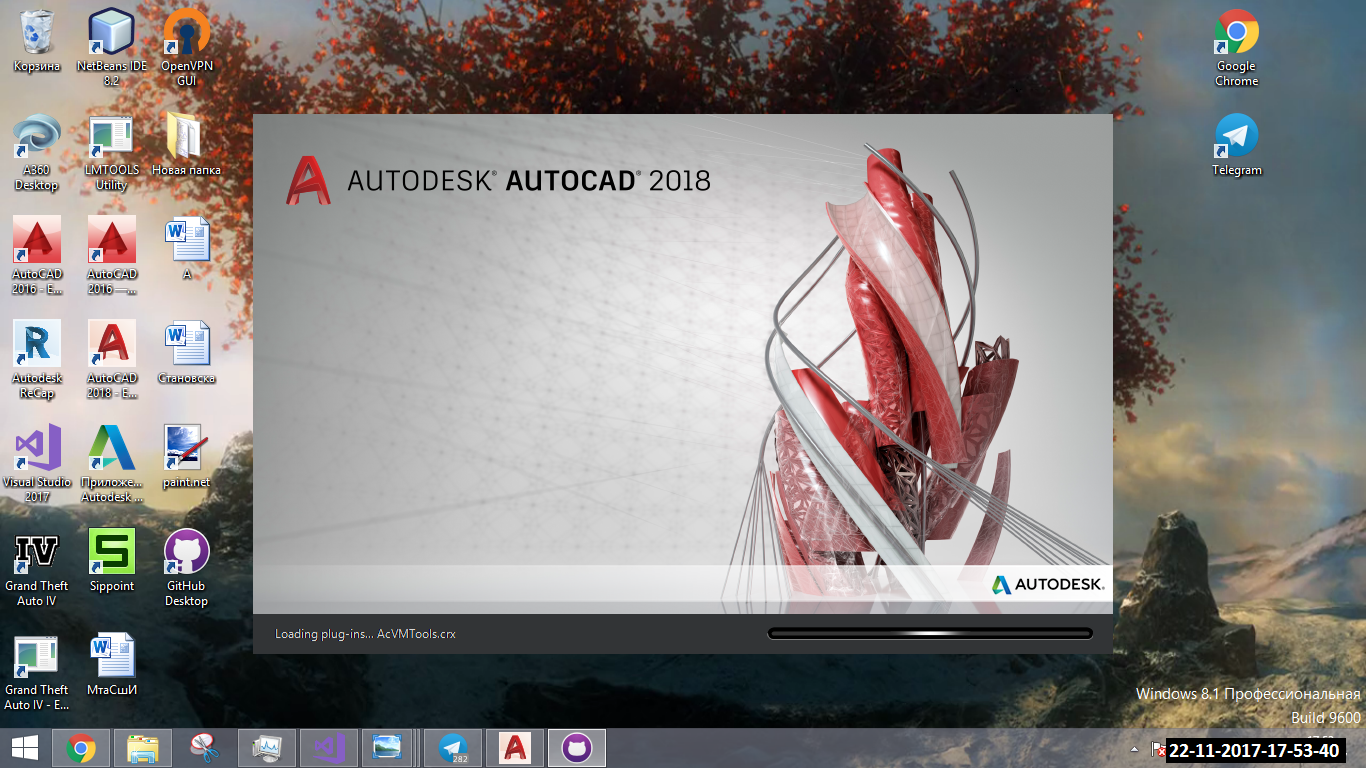 Корзина
NetBeans IDE
8.2
OpenVPN
GUI
A360
Desktop
LMTOOLS
Utility
Новая папка
AutoCAD
2016 - E...
AutoCAD
2016 —...
A
Autodesk
ReCap
AutoCAD
2018 - E...
Становска
Visual Studio
2017
Приложе...
Autodesk ...
paint.net
IV
Grand Theft
Auto IV
S
Sippoint
GitHub
Desktop
Grand Theft
Auto IV - E...
МтаСшИ
Google
Chrome
Telegram
AUTODESK® AUTOCAD® 2018
AUTODESK.
Loading plug-ins... AcVMTools.crx
Windows 8.1 Профессиональная
Build 9600
282
22-11-2017-17-53-40